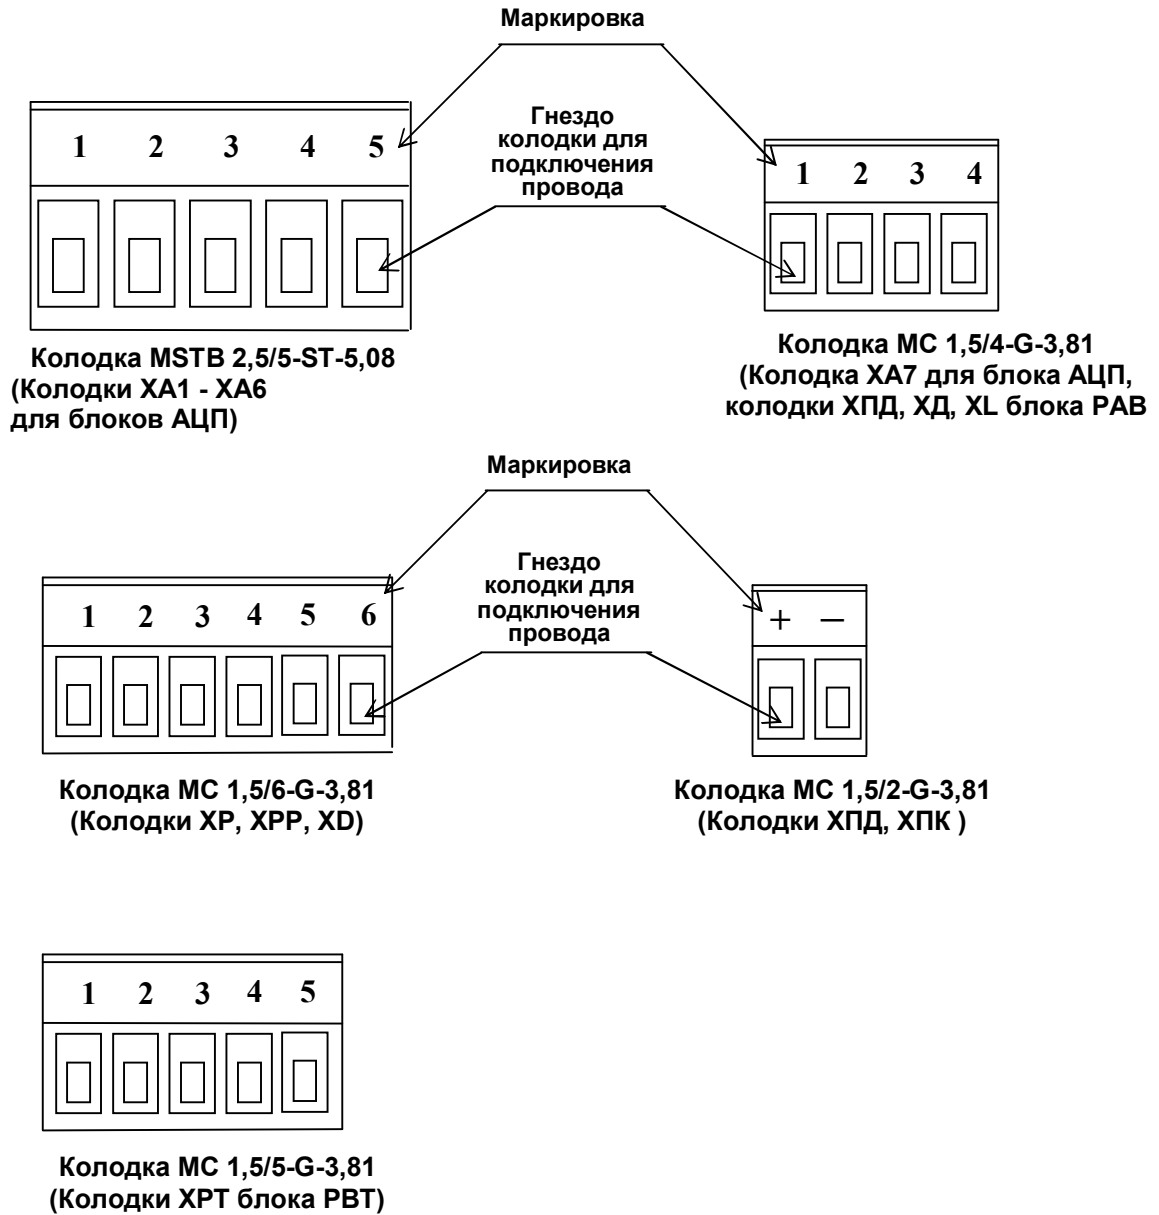 Маркировка
1 2 3 4 5
Гнездо
колодки для
подключения
провода
1 2 3 4
Колодка MSTB 2,5/5-ST-5,08
(Колодки ХА1 - ХА6
для блоков АЦП)
Колодка МС 1,5/4-G-3,81
(Колодка ХА7 для блока АЦП,
колодки ХПД, ХД, XL блока РАВ
Маркировка
1 2 3 4 5 6
Гнездо
колодки для
подключения
провода
+ –
Колодка МС 1,5/6-G-3,81
(Колодки ХР, ХРР, XD)
Колодка МС 1,5/2-G-3,81
(Колодки ХПД, ХПК )
1 2 3 4 5
Колодка МС 1,5/5-G-3,81
(Колодки ХРТ блока РВТ)